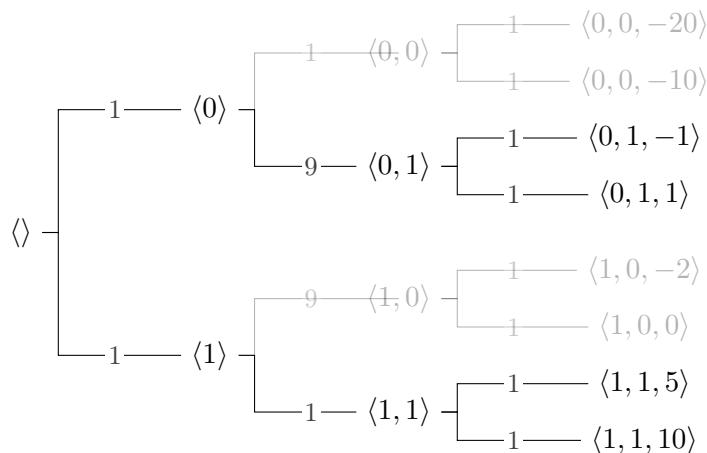 1 ⟨0, 0, −20⟩
1 ⟨0, 0⟩
1 ⟨0, 0, −10⟩
1 ⟨0⟩
1 ⟨0, 1, −1⟩
9 ⟨0, 1⟩
1 ⟨0, 1, 1⟩
⟨⟩
1 ⟨1, 0, −2⟩
9 ⟨1, 0⟩
1 ⟨1, 0, 0⟩
1 ⟨1⟩
1 ⟨1, 1, 5⟩
1 ⟨1, 1⟩
1 ⟨1, 1, 10⟩